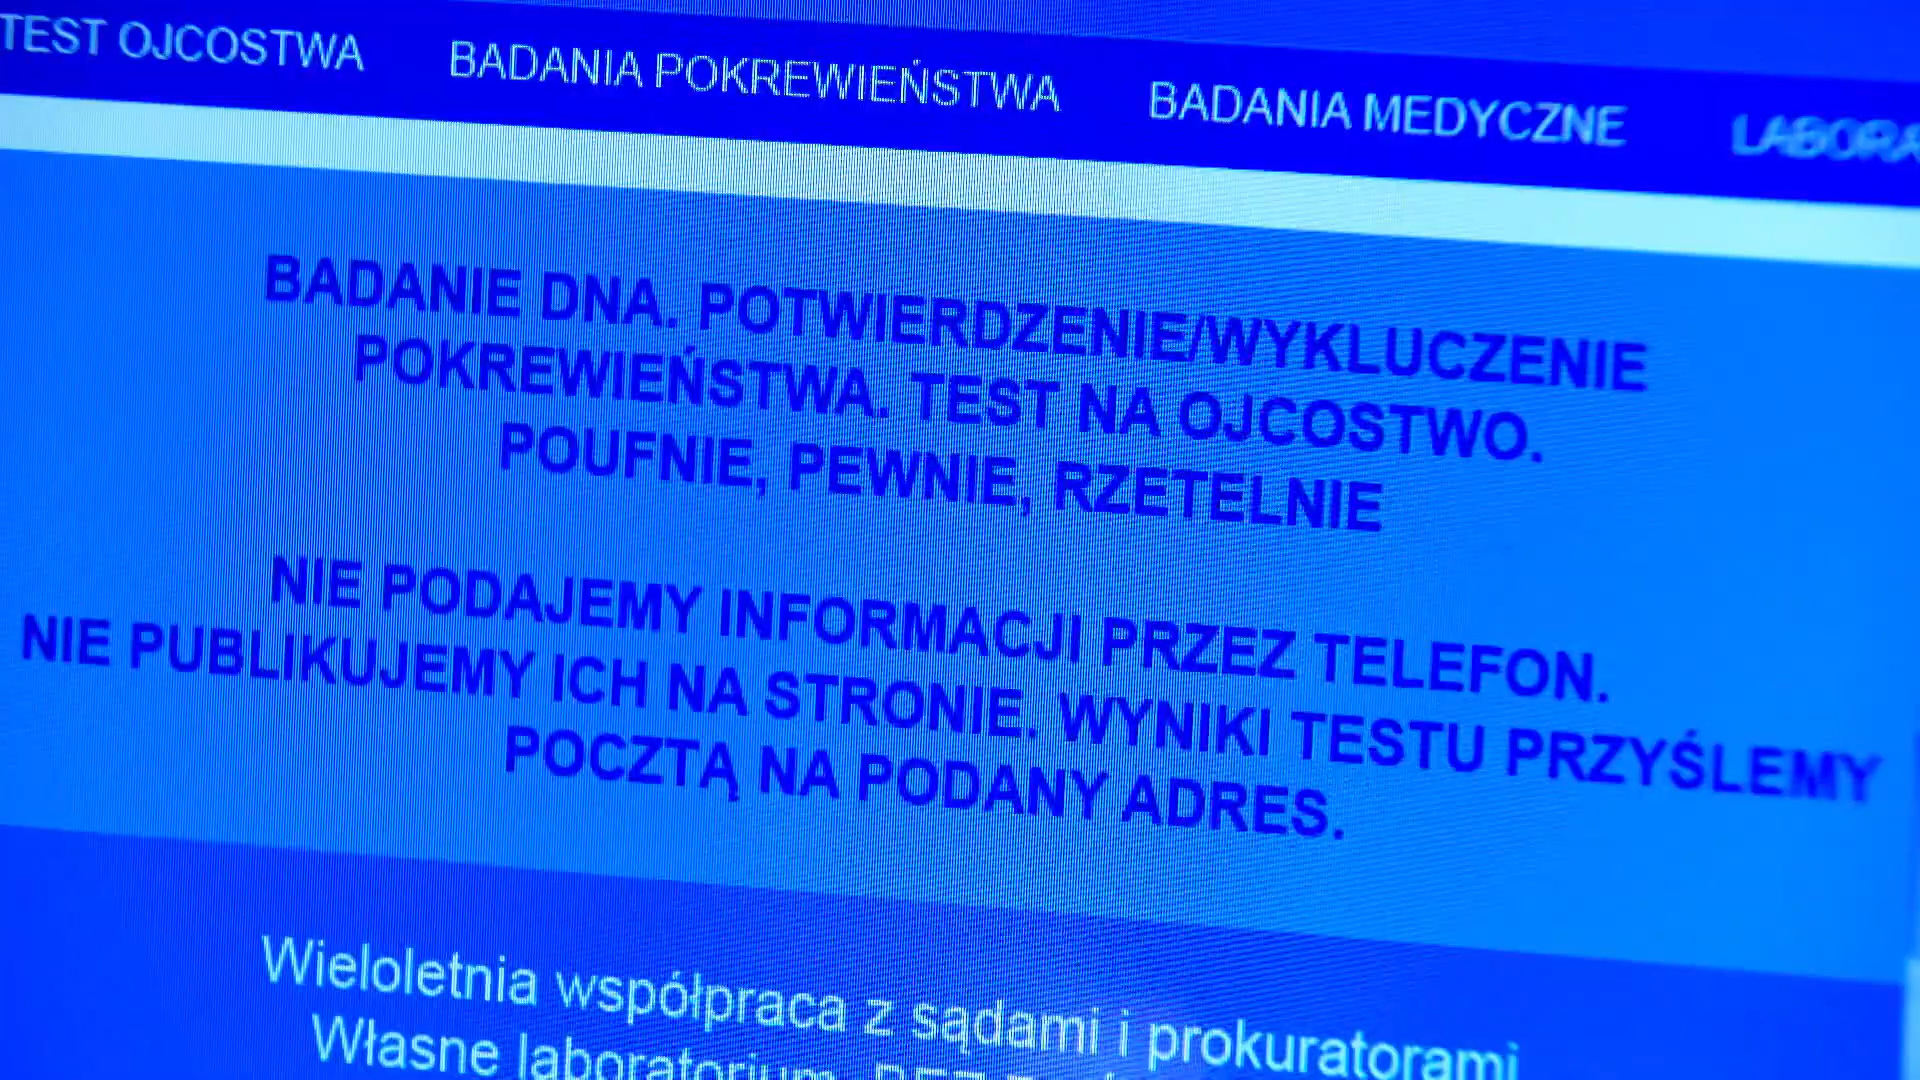 TEST OJCOSTWA BADANIA POKREWIEŃSTWA BADANIA MEDYCZNE
BADANIE DNA. POTWIERDZENIE/WYKLUCZENIE
POKREWIEŃSTWA. TEST NA OJCOSTWO.
POUFNIE, PEWNIE, RZETELNIE
NIE PODAJEMY INFORMACJI PRZEZ TELEFON.
NIE PUBLIKUJEMY ICH NA STRONIE. WYNIKI TESTU PRZYŚLEMY
POCZTĄ NA PODANY ADRES.
Wieloletnia współpraca z sądami i prokuratorami
Własne laboratorium.